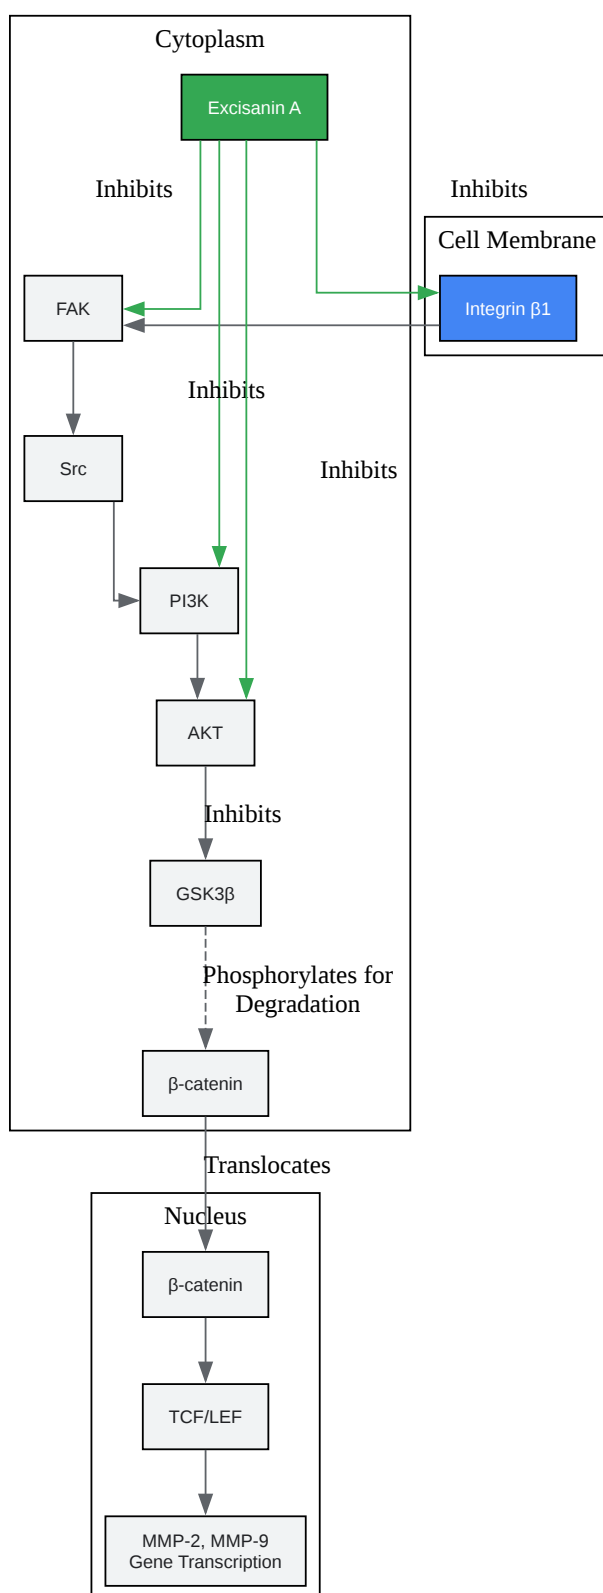 Cytoplasm
Excisanin A
Inhibits
Inhibits
Cell Membrane
FAK
Integrin β1
Inhibits
Src
Inhibits
PI3K
AKT
Inhibits
GSK3β
Phosphorylates for
Degradation
β-catenin
Translocates
Nucleus
β-catenin
TCF/LEF
MMP-2, MMP-9
Gene Transcription